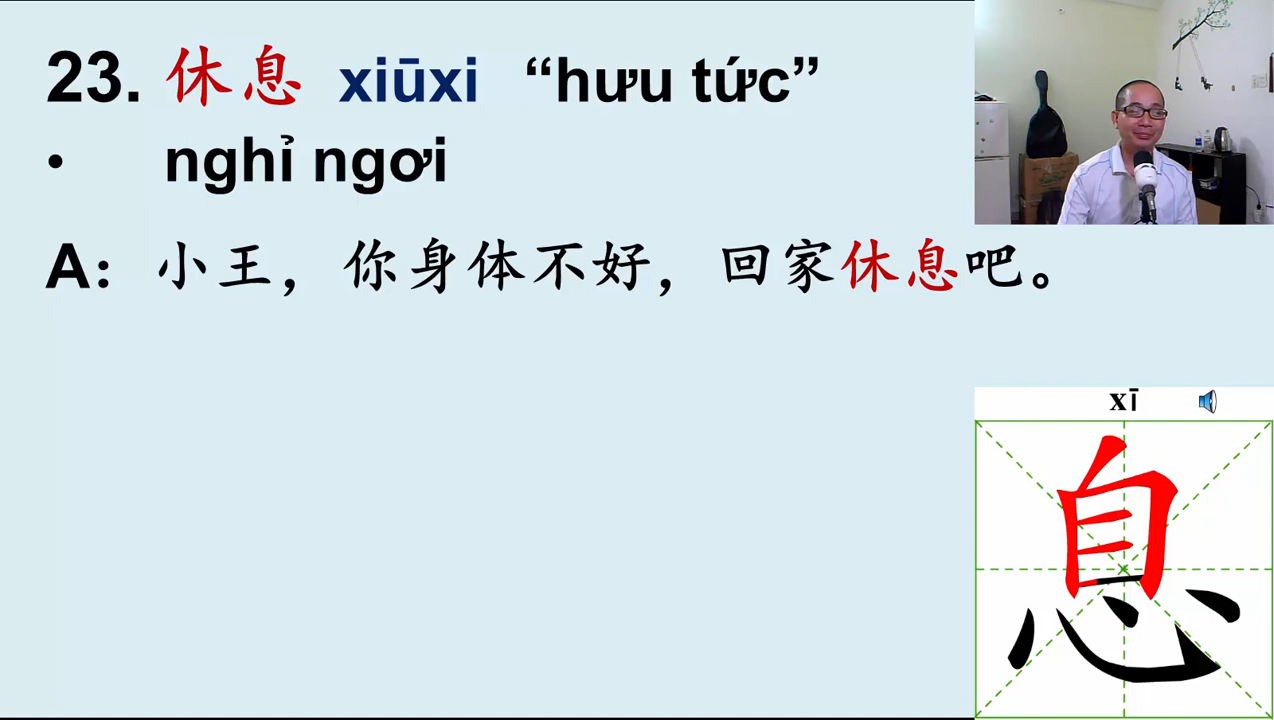 23. 休息 xiūxi “hưu tức”
• nghỉ ngơi
A：小王，你身体不好，回家休息吧。
xī
息